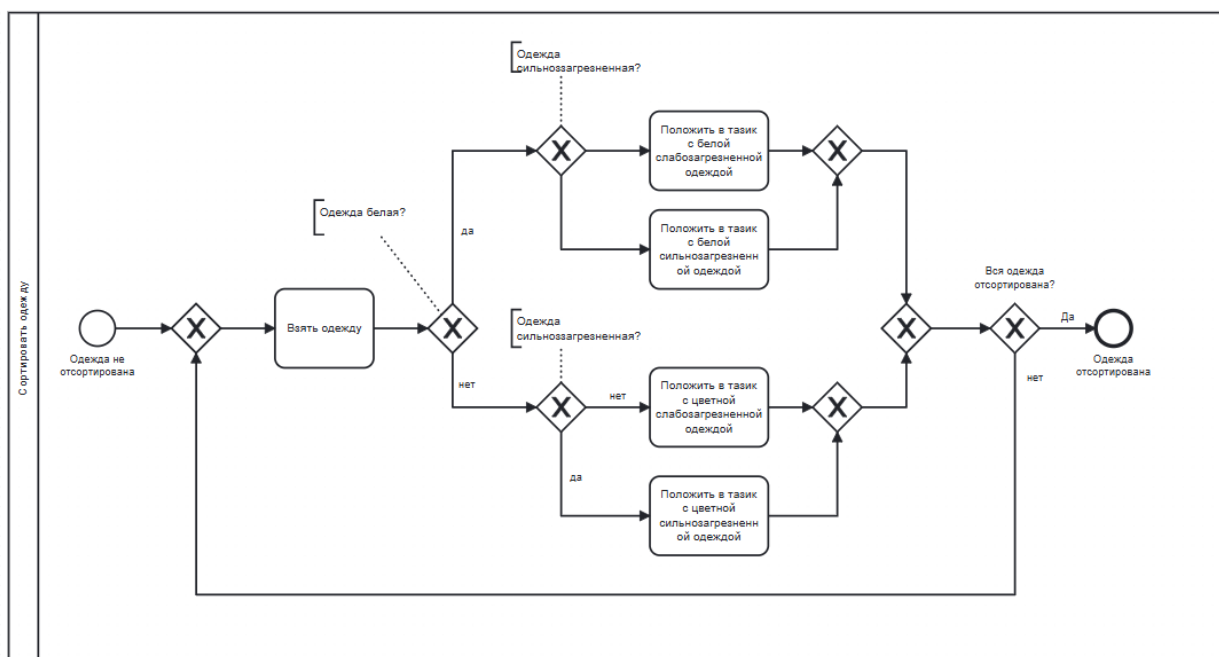 Сортировать одежду
Одежда не
отсортирована
Взять одежду
Одежда белая?
да
нет
Одежда
сильноззагрезненная?
Положить в тазик
с белой
слабозагрезненной
одеждой
Положить в тазик
с белой
сильнозагрезненн
ой одеждой
Одежда
сильноззагрезненная?
нет
да
Положить в тазик
с цветной
слабозагрезненной
одеждой
Положить в тазик
с цветной
сильнозагрезненн
ой одеждой
Вся одежда
отсортирована?
Да
нет
Одежда
отсортирована